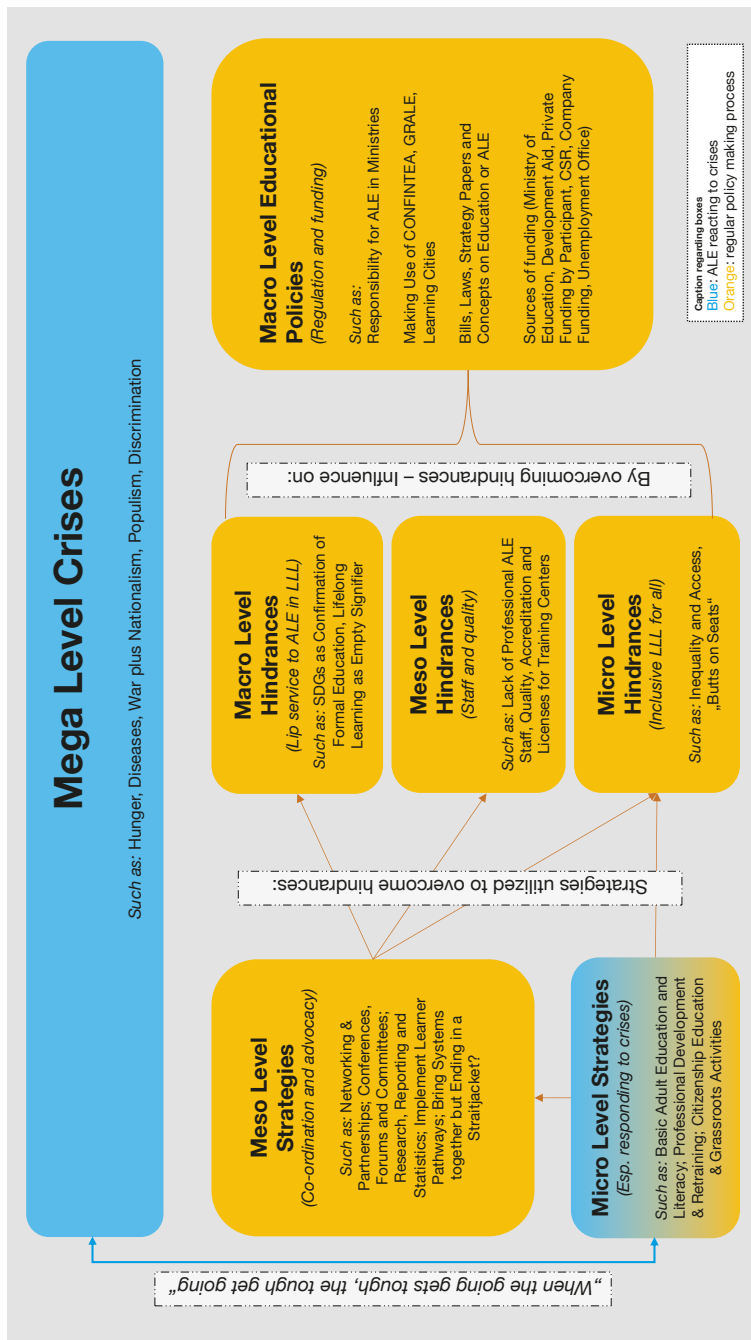 Mega Level Crises
Such as: Hunger, Diseases, War plus Nationalism, Populism, Discrimination
„When the going gets tough, the tough get going“
Meso Level
Strategies
(Co-ordination and advocacy)
Such as: Networking &
Partnerships; Conferences,
Forums and Committees;
Research, Reporting and
Statistics; Implement Learner
Pathways; Bring Systems
together but Ending in a
Straitjacket?
Micro Level Strategies
(Esp. responding to crises)
Such as: Basic Adult Education and
Literacy; Professional Development
& Retraining; Citizenship Education
& Grassroots Activities
Strategies utilized to overcome hindrances:
Macro Level
Hindrances
(Lip service to ALE in LLL)
Such as: SDGs as Confirmation of
Formal Education, Lifelong
Learning as Empty Signifier
Meso Level
Hindrances
(Staff and quality)
Such as: Lack of Professional ALE
Staff, Quality, Accreditation and
Licenses for Training Centers
Micro Level
Hindrances
(Inclusive LLL for all)
Such as: Inequality and Access,
„Butts on Seats“
By overcoming hindrances – Influence on:
Macro Level Educational
Policies
(Regulation and funding)
Such as:
Responsibility for ALE in Ministries
Making Use of CONFINTEA, GRALE,
Learning Cities
Bills, Laws, Strategy Papers and
Concepts on Education or ALE
Sources of funding (Ministry of
Education, Development Aid, Private
Funding by Participant, CSR, Company
Funding, Unemployment Office)
Caption regarding boxes
Blue: ALE reacting to crises
Orange: regular policy making process